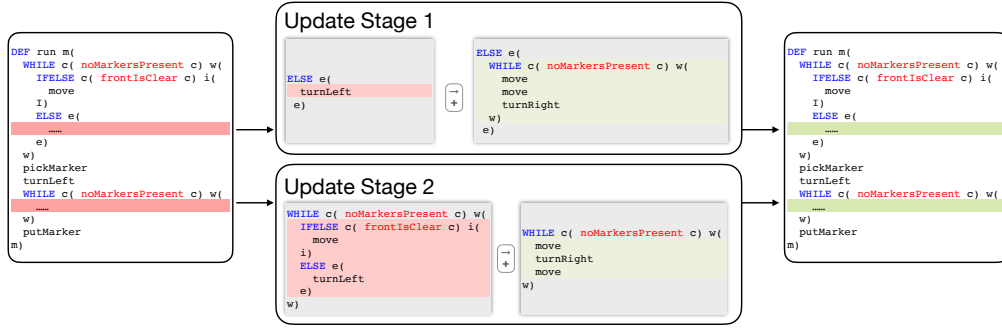 DEF run m(
WHILE c( noMarkersPresent c) w(
IFELSE c( frontIsClear c) i(
move
I)
ELSE e(
……
e)
w)
pickMarker
turnLeft
WHILE c( noMarkersPresent c) w(
……
w)
putMarker
m)
Update Stage 1
ELSE e(
turnLeft
e)
→
+
ELSE e(
WHILE c( noMarkersPresent c) w(
move
move
turnRight
w)
e)
Update Stage 2
WHILE c( noMarkersPresent c) w(
IFELSE c( frontIsClear c) i(
move
i)
ELSE e(
turnLeft
e)
w)
→
+
WHILE c( noMarkersPresent c) w(
move
turnRight
move
w)
DEF run m(
WHILE c( noMarkersPresent c) w(
IFELSE c( frontIsClear c) i(
move
I)
ELSE e(
……
e)
w)
pickMarker
turnLeft
WHILE c( noMarkersPresent c) w(
……
w)
putMarker
m)